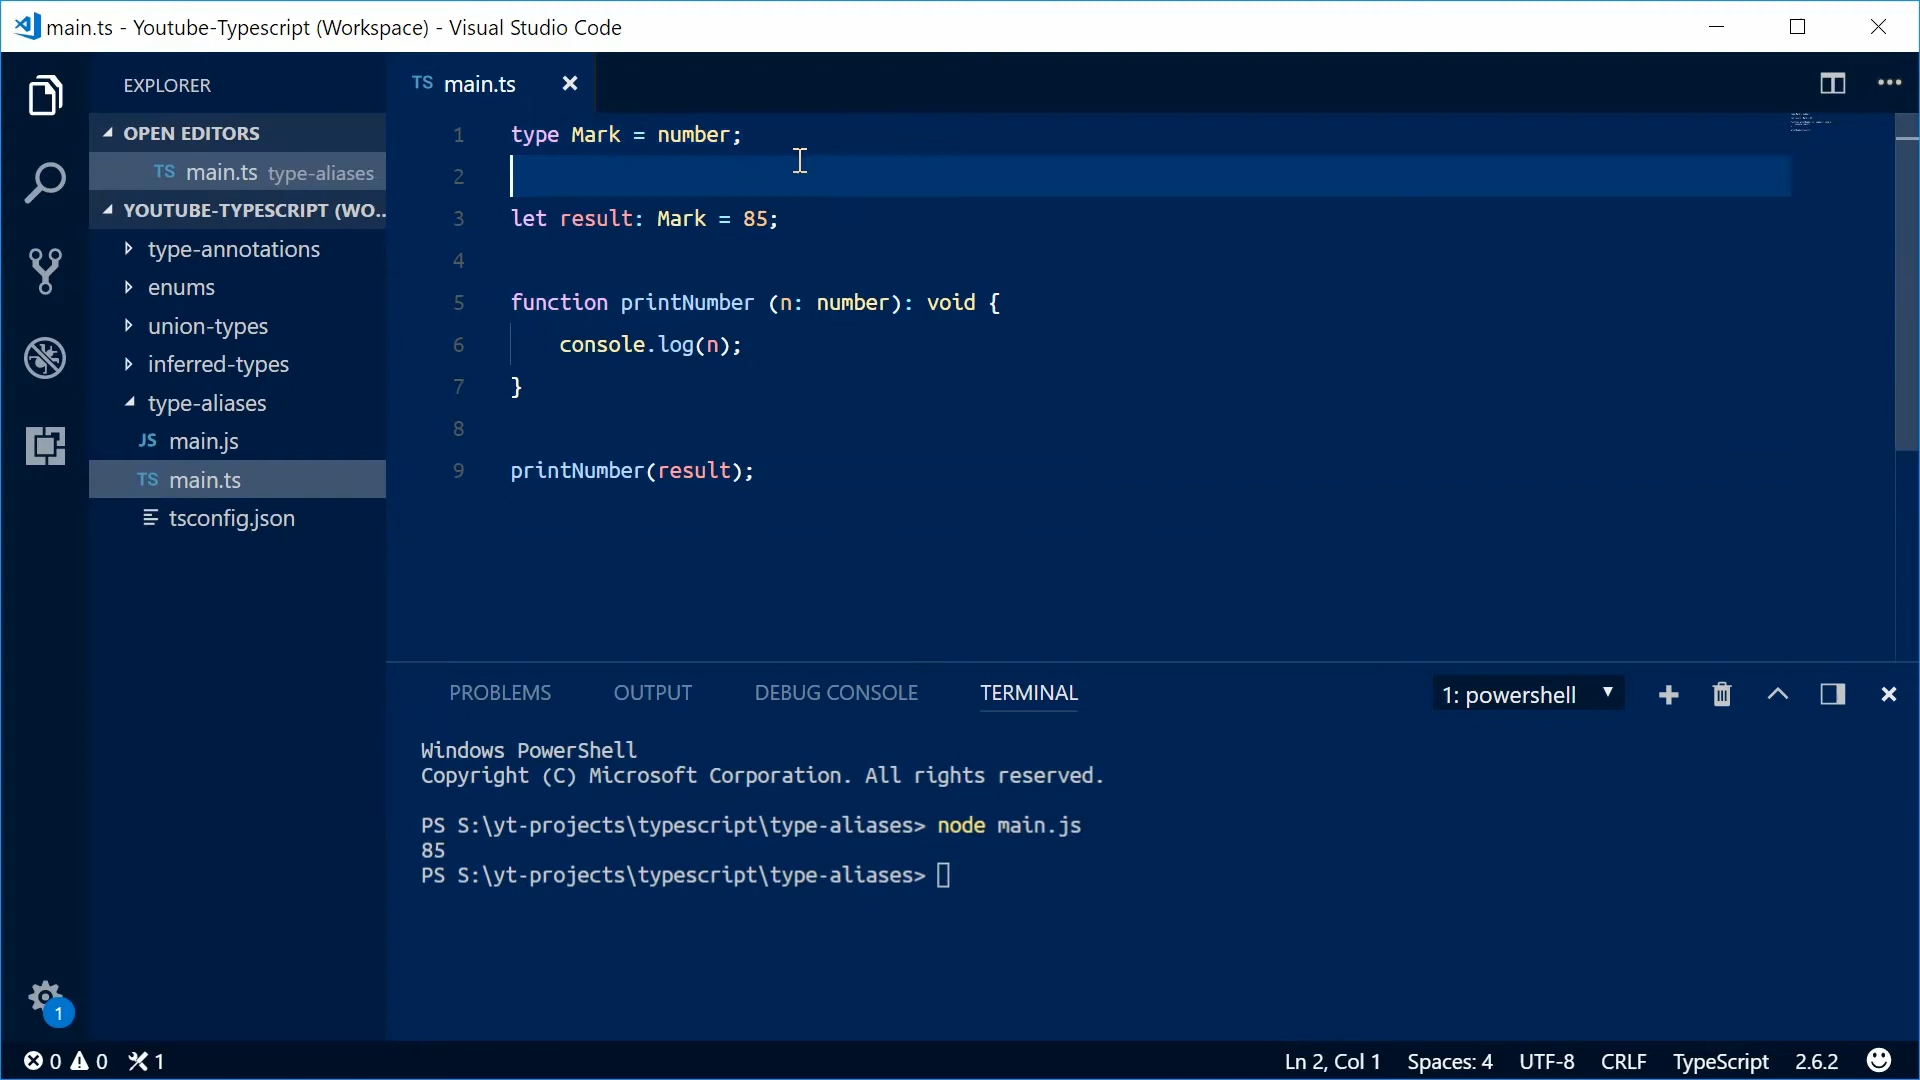 main.ts - Youtube-Typescript (Workspace) - Visual Studio Code
EXPLORER
OPEN EDITORS
TS main.ts type-aliases
YOUTUBE-TYPESCRIPT (WO...
type-annotations
enums
union-types
inferred-types
type-aliases
JS main.js
TS main.ts
tsconfig.json
1
TS main.ts
1 type Mark = number;
2
3 let result: Mark = 85;
4
5 function printNumber (n: number): void {
6 console.log(n);
7 }
8
9 printNumber(result);
PROBLEMS OUTPUT DEBUG CONSOLE TERMINAL 1: powershell
Windows PowerShell
Copyright (C) Microsoft Corporation. All rights reserved.
PS S:\yt-projects\typescript\type-aliases> node main.js
85
PS S:\yt-projects\typescript\type-aliases>
0 0 1 Ln 2, Col 1 Spaces: 4 UTF-8 CRLF TypeScript 2.6.2